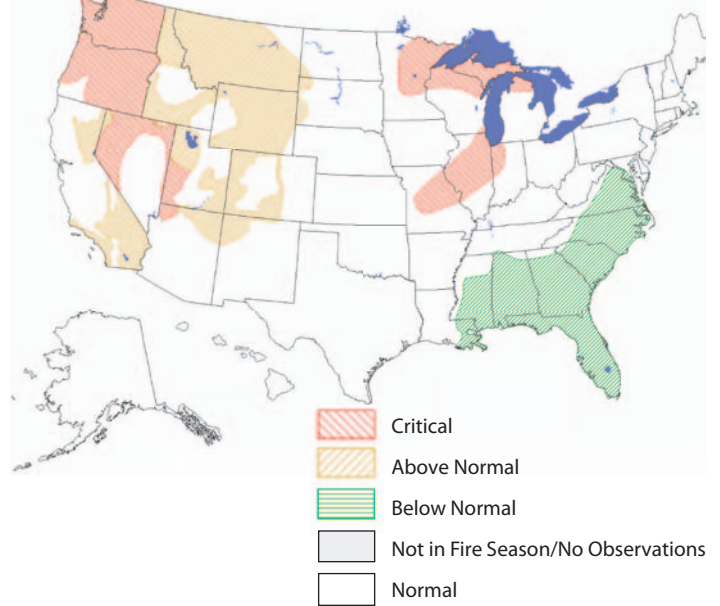 Critical
Above Normal
Below Normal
Not in Fire Season/No Observations
Normal